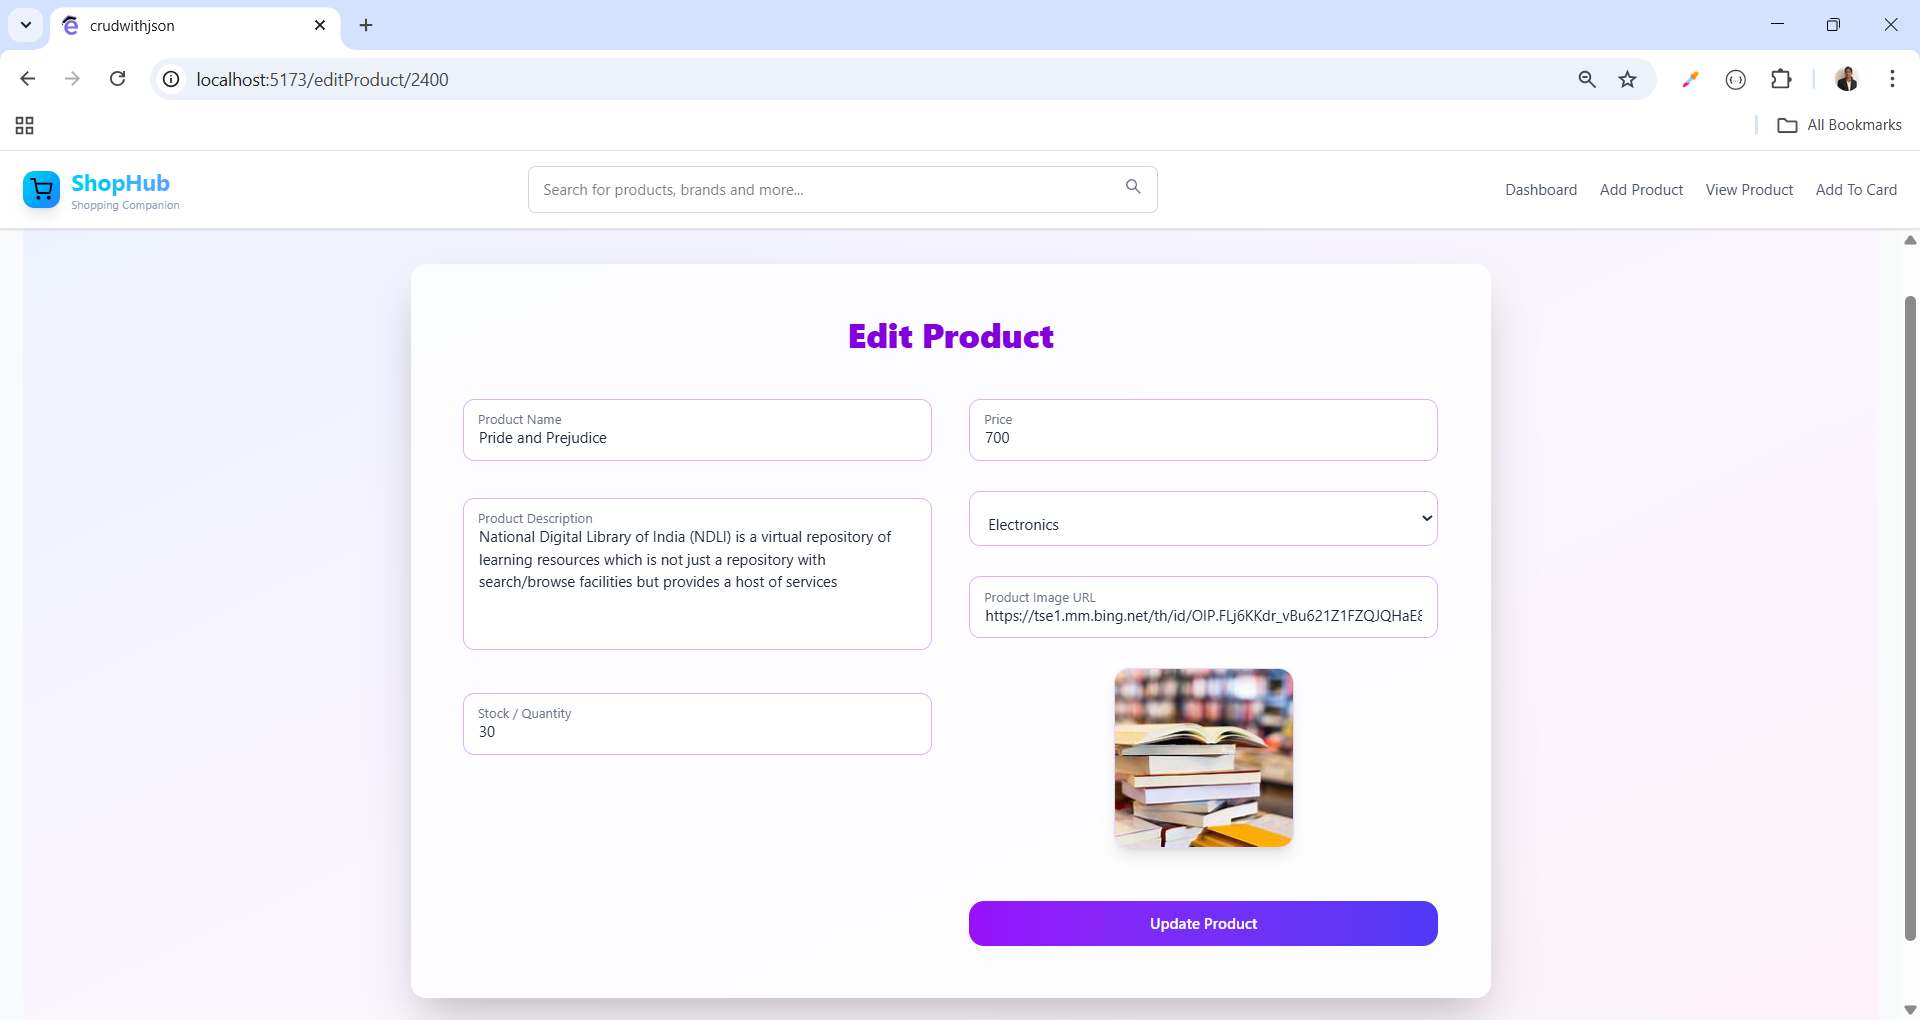 crudwithjson
localhost:5173/editProduct/2400
All Bookmarks
ShopHub
Shopping Companion
Search for products, brands and more...
Dashboard
Add Product
View Product
Add To Card
Edit Product
Product Name
Pride and Prejudice
Price
700
Product Description
National Digital Library of India (NDLI) is a virtual repository of
learning resources which is not just a repository with
search/browse facilities but provides a host of services
Electronics
Product Image URL
https://tse1.mm.bing.net/th/id/OIP.FLj6KKdr_vBu621Z1FZQJQHaE8
Stock / Quantity
30
Update Product